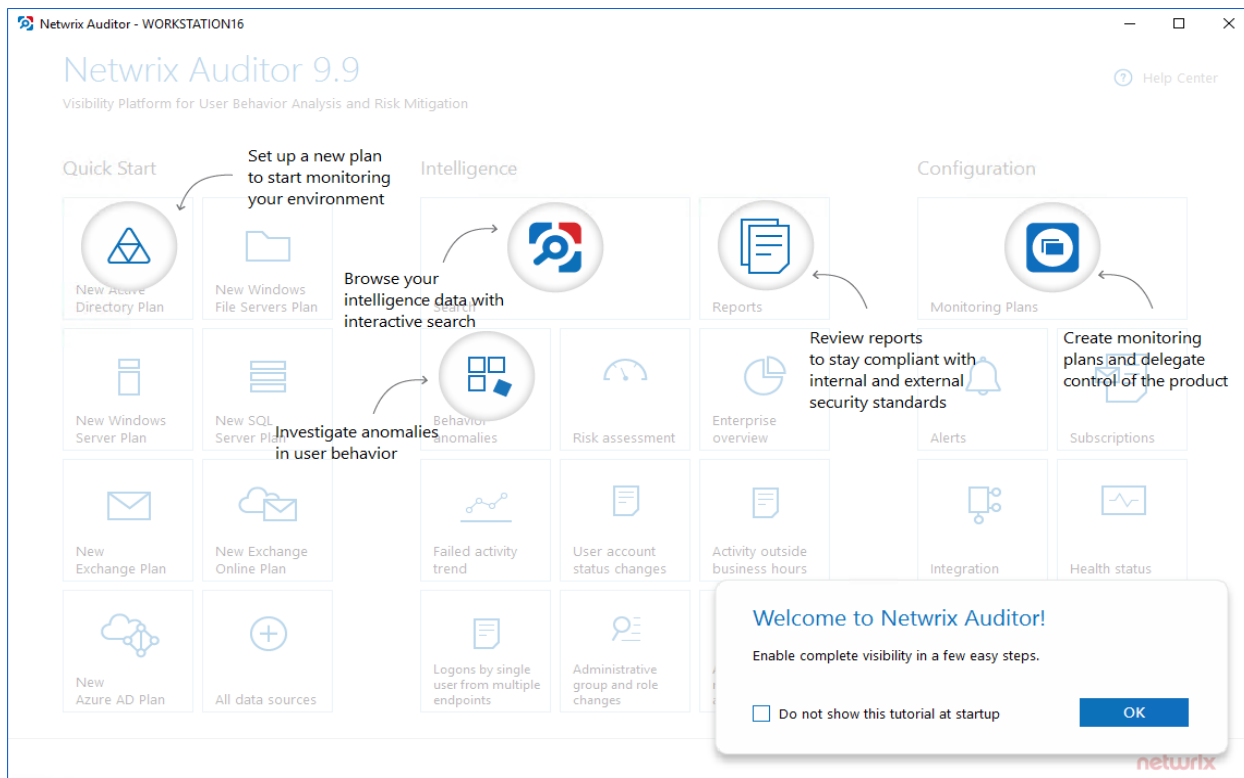 Netwrix Auditor - WORKSTATION16
Netwrix Auditor 9.9
Help Center
Visibility Platform for User Behavior Analysis and Risk Mitigation
Quick Start
Set up a new plan
to start monitoring
your environment
Intelligence
Configuration
New Active
Directory Plan
New Windows
File Servers Plan
Browse your
intelligence data with
interactive search
Search
Reports
Monitoring Plans
Review reports
to stay compliant with
internal and external
security standards
Create monitoring
plans and delegate
control of the product
New Windows
Server Plan
New SQL
Server Plan
Investigate anomalies
in user behavior
Behavior
anomalies
Risk assessment
Enterprise
overview
Alerts
Subscriptions
New
Exchange Plan
New Exchange
Online Plan
Failed activity
trend
User account
status changes
Activity outside
business hours
Integration
Health status
New
Azure AD Plan
All data sources
Logons by single
user from multiple
endpoints
Administrative
group and role
changes
Welcome to Netwrix Auditor!
Enable complete visibility in a few easy steps.
Do not show this tutorial at startup
OK
netwrix